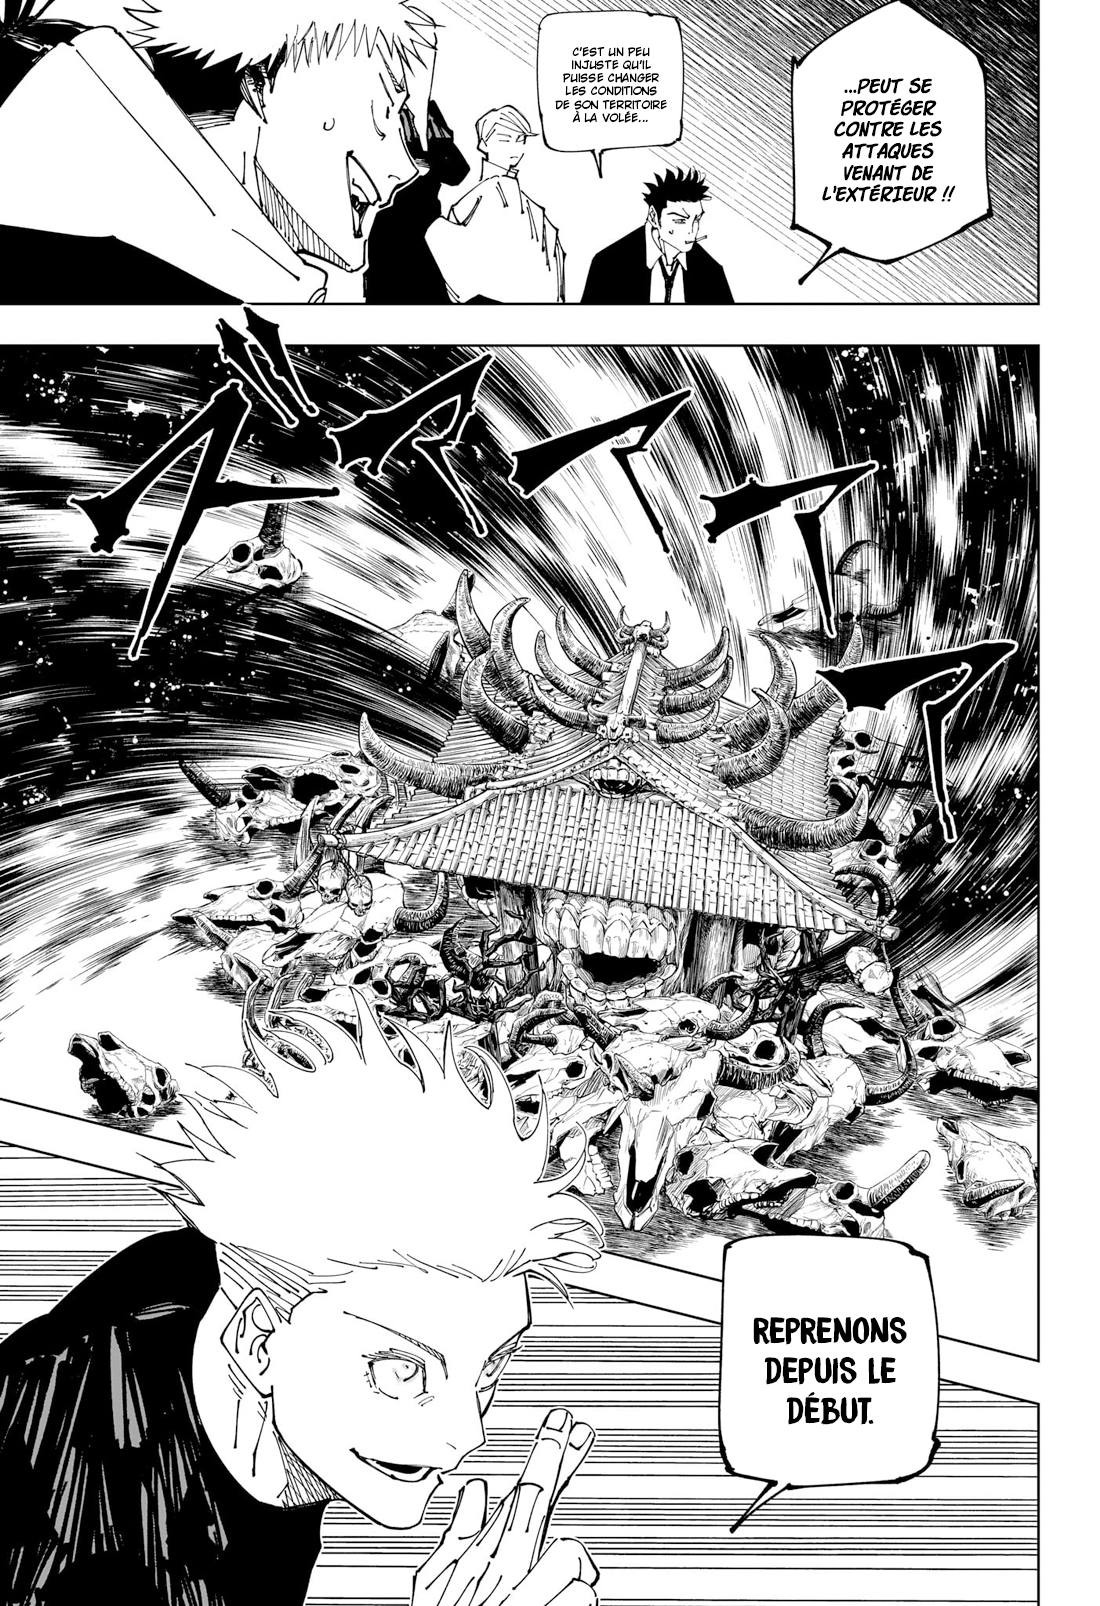 ...PEUT SE
PROTÉGER
CONTRE LES
ATTAQUES
VENANT DE
L'EXTÉRIEUR !!
C'EST UN PEU
INJUSTE QU'IL
PUISSE CHANGER
LES CONDITIONS
DE SON TERRITOIRE
À LA VOLÉE...
REPRENONS
DEPUIS LE
DÉBUT.